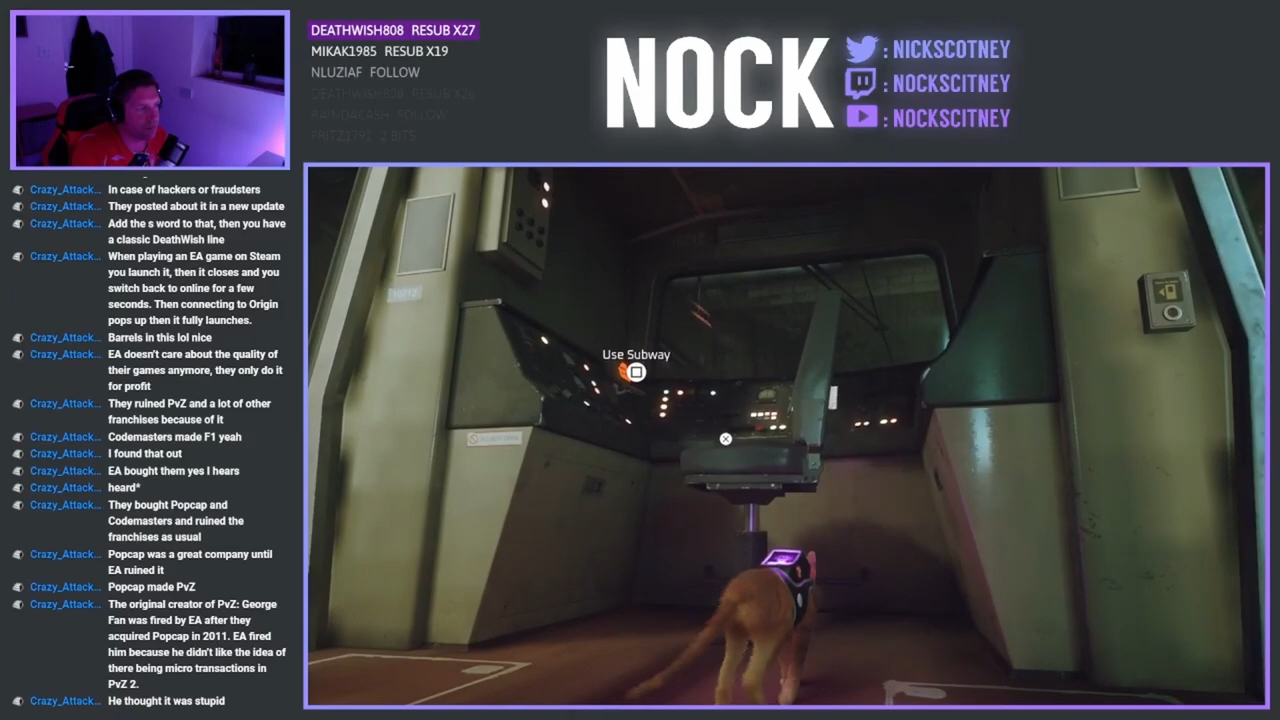 DEATHWISH808 RESUB X27
MIKAK1985 RESUB X19
NLUZIAF FOLLOW
DEATHWISH808 RESUB X26
RAINDACASH FOLLOW
FRITZ1791 2 BITS
NOCK
: NICKSCOTNEY
: NOCKSCITNEY
: NOCKSCITNEY
Crazy_Attack... In case of hackers or fraudsters
Crazy_Attack... They posted about it in a new update
Crazy_Attack... Add the s word to that, then you have
a classic DeathWish line
Crazy_Attack... When playing an EA game on Steam
you launch it, then it closes and you
switch back to online for a few
seconds. Then connecting to Origin
pops up then it fully launches.
Crazy_Attack... Barrels in this lol nice
Crazy_Attack... EA doesn't care about the quality of
their games anymore, they only do it
for profit
Crazy_Attack... They ruined PvZ and a lot of other
franchises because of it
Crazy_Attack... Codemasters made F1 yeah
Crazy_Attack... I found that out
Crazy_Attack... EA bought them yes I hears
Crazy_Attack... heard*
Crazy_Attack... They bought Popcap and
Codemasters and ruined the
franchises as usual
Crazy_Attack... Popcap was a great company until
EA ruined it
Crazy_Attack... Popcap made PvZ
Crazy_Attack... The original creator of PvZ: George
Fan was fired by EA after they
acquired Popcap in 2011. EA fired
him because he didn't like the idea of
there being micro transactions in
PvZ 2.
Crazy_Attack... He thought it was stupid
Use Subway